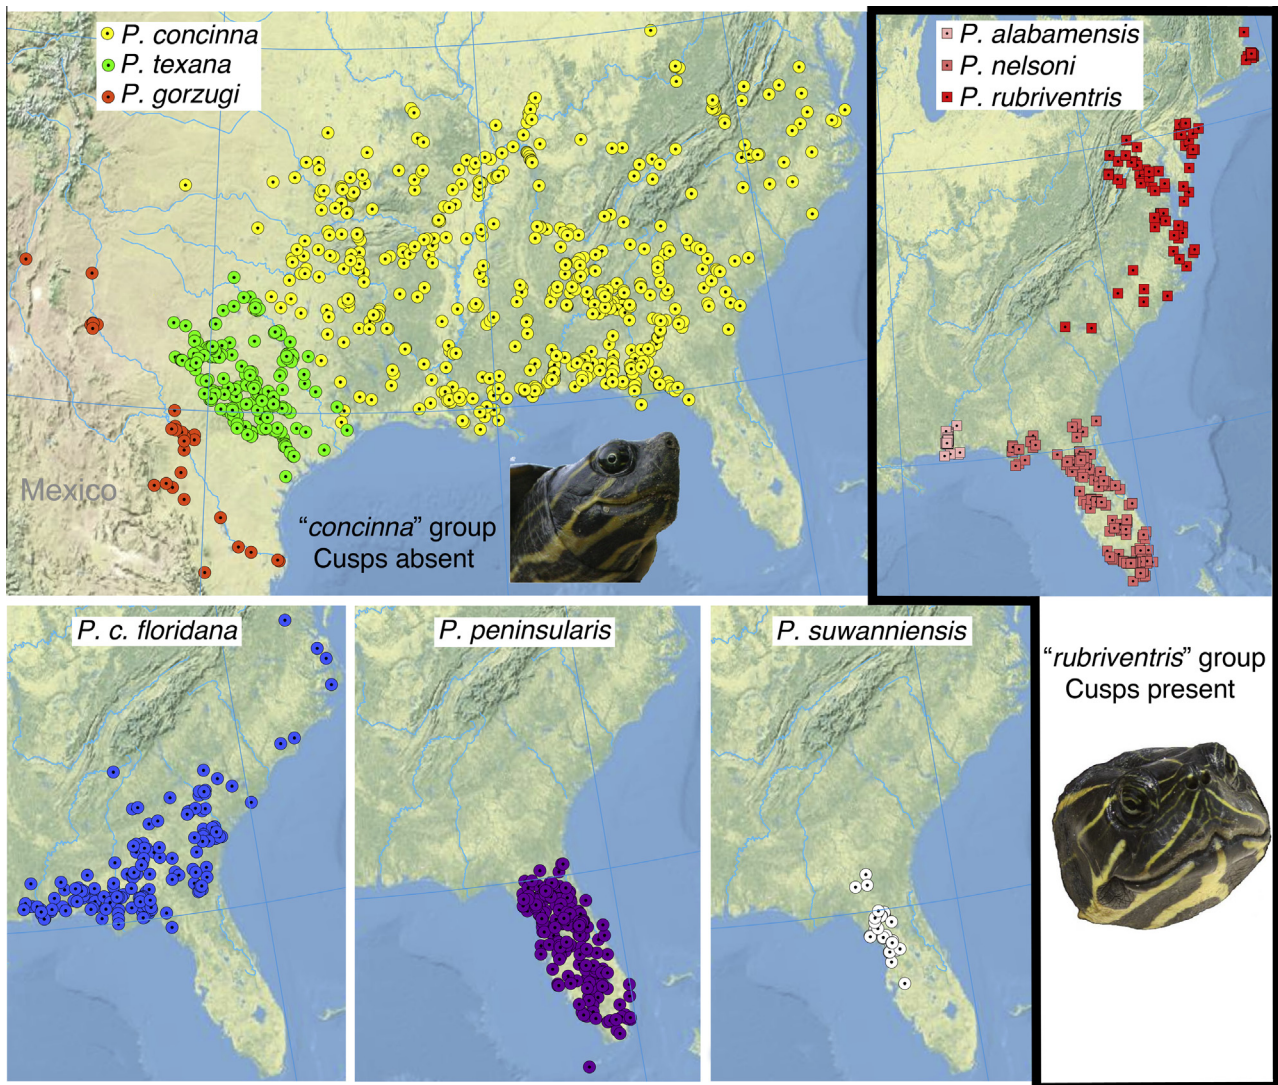 P. concinna
P. texana
P. gorzugi
P. alabamensis
P. nelsoni
P. rubriventris
Mexico
“concinna” group
Cusps absent
P. c. floridana
P. peninsularis
P. suwanniensis
“rubriventris” group
Cusps present